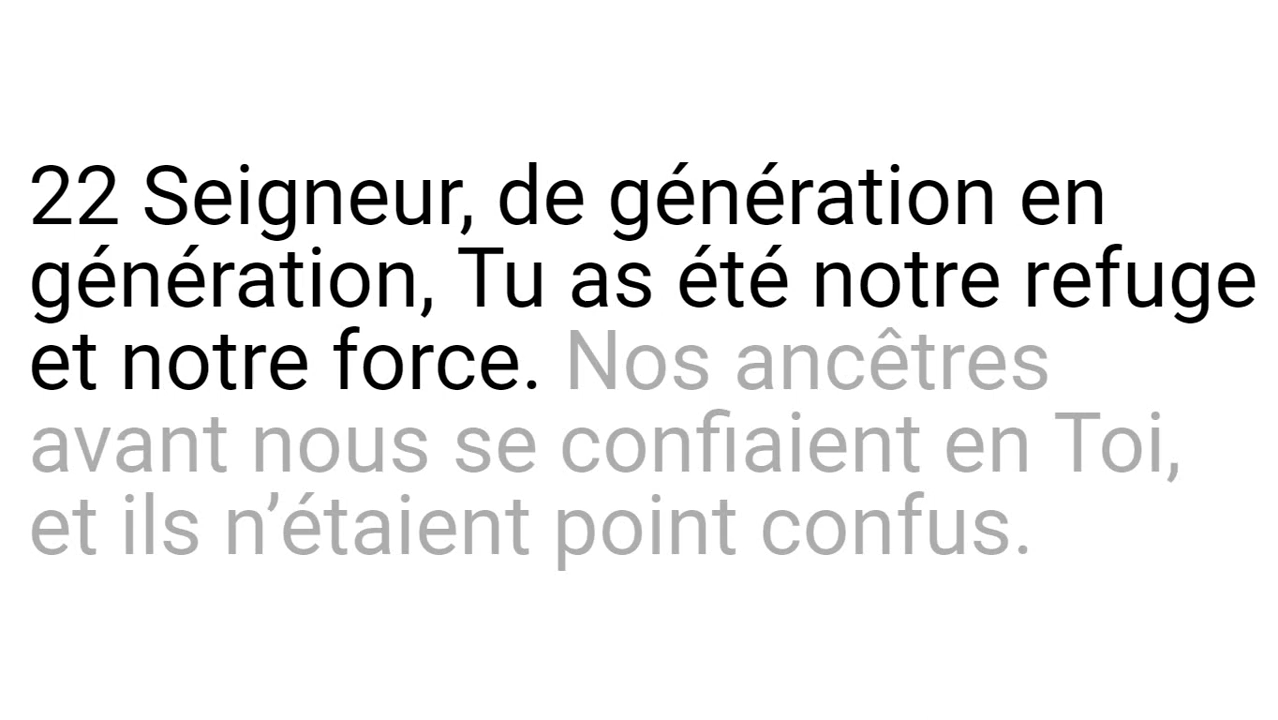 22 Seigneur, de génération en
génération, Tu as été notre refuge
et notre force. Nos ancêtres
avant nous se confiaient en Toi,
et ils n’étaient point confus.